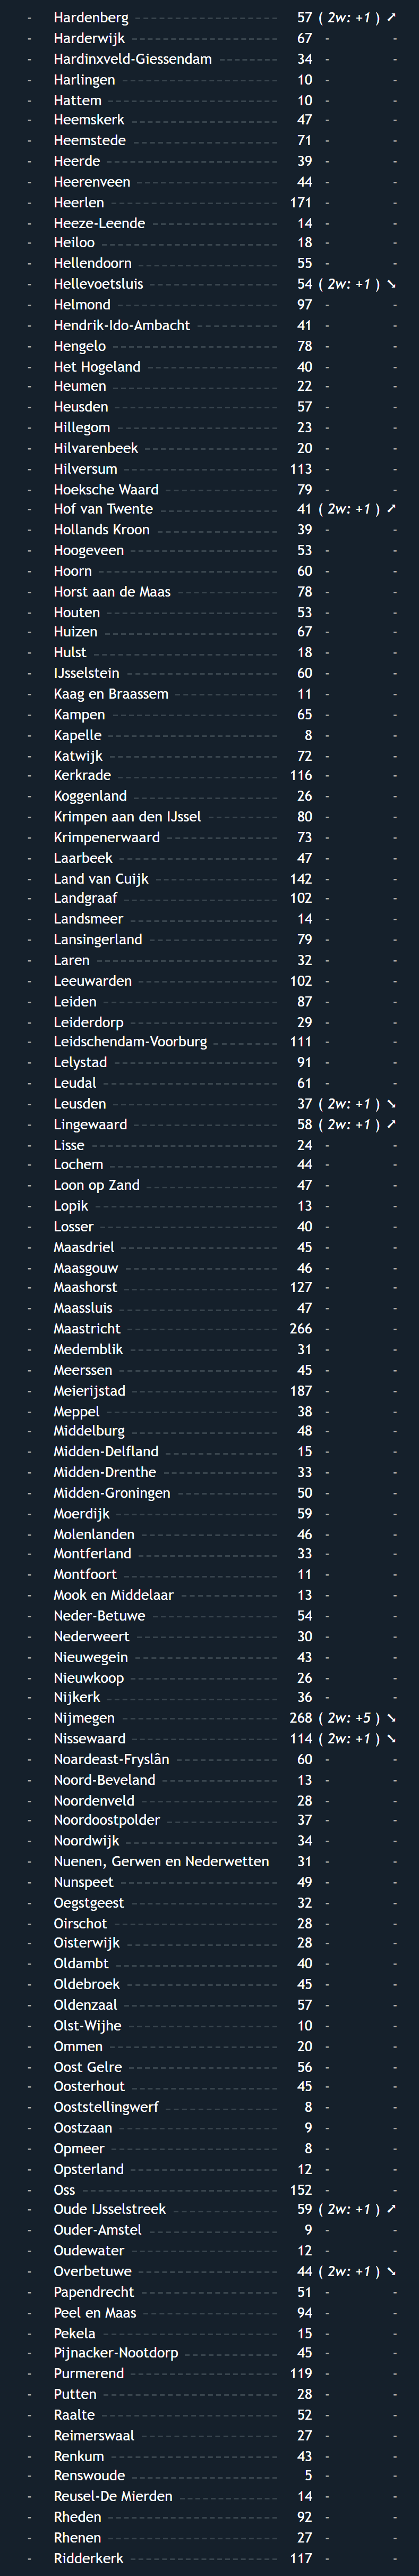 - Hardenberg 57 ( 2w: +1 ) ➚
- Harderwijk 67 - -
- Hardinxveld-Giessendam 34 - -
- Harlingen 10 - -
- Hattem 10 - -
- Heemskerk 47 - -
- Heemstede 71 - -
- Heerde 39 - -
- Heerenveen 44 - -
- Heerlen 171 - -
- Heeze-Leende 14 - -
- Heiloo 18 - -
- Hellendoorn 55 - -
- Hellevoetsluis 54 ( 2w: +1 ) ➘
- Helmond 97 - -
- Hendrik-Ido-Ambacht 41 - -
- Hengelo 78 - -
- Het Hogeland 40 - -
- Heumen 22 - -
- Heusden 57 - -
- Hillegom 23 - -
- Hilvarenbeek 20 - -
- Hilversum 113 - -
- Hoeksche Waard 79 - -
- Hof van Twente 41 ( 2w: +1 ) ➚
- Hollands Kroon 39 - -
- Hoogeveen 53 - -
- Hoorn 60 - -
- Horst aan de Maas 78 - -
- Houten 53 - -
- Huizen 67 - -
- Hulst 18 - -
- IJsselstein 60 - -
- Kaag en Braassem 11 - -
- Kampen 65 - -
- Kapelle 8 - -
- Katwijk 72 - -
- Kerkrade 116 - -
- Koggenland 26 - -
- Krimpen aan den IJssel 80 - -
- Krimpenerwaard 73 - -
- Laarbeek 47 - -
- Land van Cuijk 142 - -
- Landgraaf 102 - -
- Landsmeer 14 - -
- Lansingerland 79 - -
- Laren 32 - -
- Leeuwarden 102 - -
- Leiden 87 - -
- Leiderdorp 29 - -
- Leidschendam-Voorburg 111 - -
- Lelystad 91 - -
- Leudal 61 - -
- Leusden 37 ( 2w: +1 ) ➘
- Lingewaard 58 ( 2w: +1 ) ➚
- Lisse 24 - -
- Lochem 44 - -
- Loon op Zand 47 - -
- Lopik 13 - -
- Losser 40 - -
- Maasdriel 45 - -
- Maasgouw 46 - -
- Maashorst 127 - -
- Maassluis 47 - -
- Maastricht 266 - -
- Medemblik 31 - -
- Meerssen 45 - -
- Meierijstad 187 - -
- Meppel 38 - -
- Middelburg 48 - -
- Midden-Delfland 15 - -
- Midden-Drenthe 33 - -
- Midden-Groningen 50 - -
- Moerdijk 59 - -
- Molenlanden 46 - -
- Montferland 33 - -
- Montfoort 11 - -
- Mook en Middelaar 13 - -
- Neder-Betuwe 54 - -
- Nederweert 30 - -
- Nieuwegein 43 - -
- Nieuwkoop 26 - -
- Nijkerk 36 - -
- Nijmegen 268 ( 2w: +5 ) ➘
- Nissewaard 114 ( 2w: +1 ) ➘
- Noardeast-Fryslân 60 - -
- Noord-Beveland 13 - -
- Noordenveld 28 - -
- Noordoostpolder 37 - -
- Noordwijk 34 - -
- Nuenen, Gerwen en Nederwetten 31 - -
- Nunspeet 49 - -
- Oegstgeest 32 - -
- Oirschot 28 - -
- Oisterwijk 28 - -
- Oldambt 40 - -
- Oldebroek 45 - -
- Oldenzaal 57 - -
- Olst-Wijhe 10 - -
- Ommen 20 - -
- Oost Gelre 56 - -
- Oosterhout 45 - -
- Ooststellingwerf 8 - -
- Oostzaan 9 - -
- Opmeer 8 - -
- Opsterland 12 - -
- Oss 152 - -
- Oude IJsselstreek 59 ( 2w: +1 ) ➚
- Ouder-Amstel 9 - -
- Oudewater 12 - -
- Overbetuwe 44 ( 2w: +1 ) ➘
- Papendrecht 51 - -
- Peel en Maas 94 - -
- Pekela 15 - -
- Pijnacker-Nootdorp 45 - -
- Purmerend 119 - -
- Putten 28 - -
- Raalte 52 - -
- Reimerswaal 27 - -
- Renkum 43 - -
- Renswoude 5 - -
- Reusel-De Mierden 14 - -
- Rheden 92 - -
- Rhenen 27 - -
- Ridderkerk 117 - -